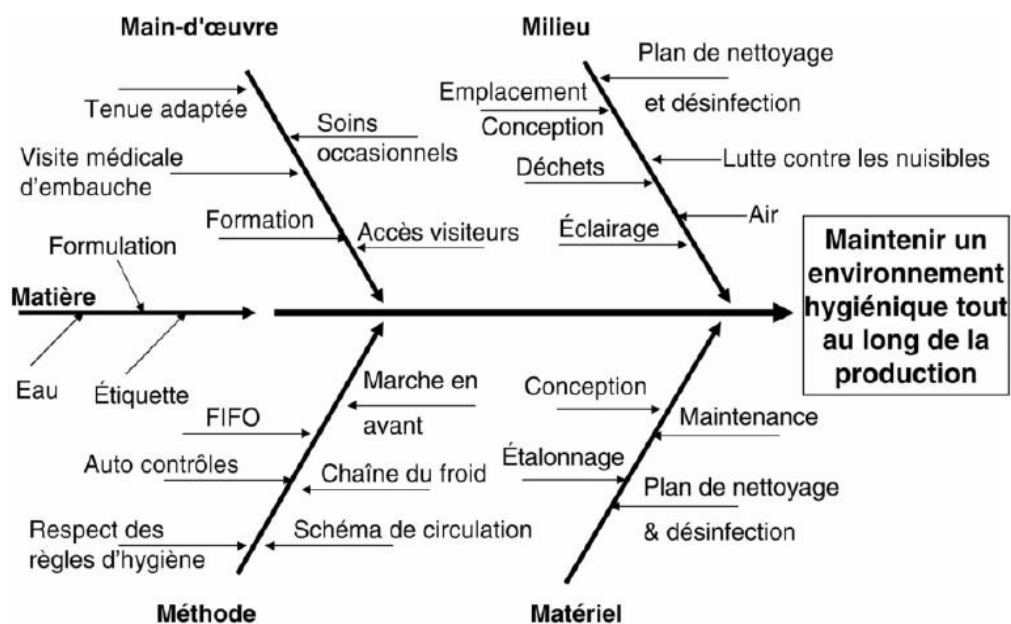 Main-d'œuvre
Milieu
Tenue adaptée
Soins
occasionnels
Visite médicale
d'embauche
Formation
Accès visiteurs
Plan de nettoyage
et désinfection
Emplacement
Conception
Lutte contre les nuisibles
Déchets
Air
Éclairage
Formulation
Matière
Eau
Étiquette
Maintenir un
environnement
hygiénique tout
au long de la
production
Marche en
avant
FIFO
Auto contrôles
Chaîne du froid
Respect des
règles d'hygiène
Schéma de circulation
Méthode
Conception
Maintenance
Étalonnage
Plan de nettoyage
& désinfection
Matériel